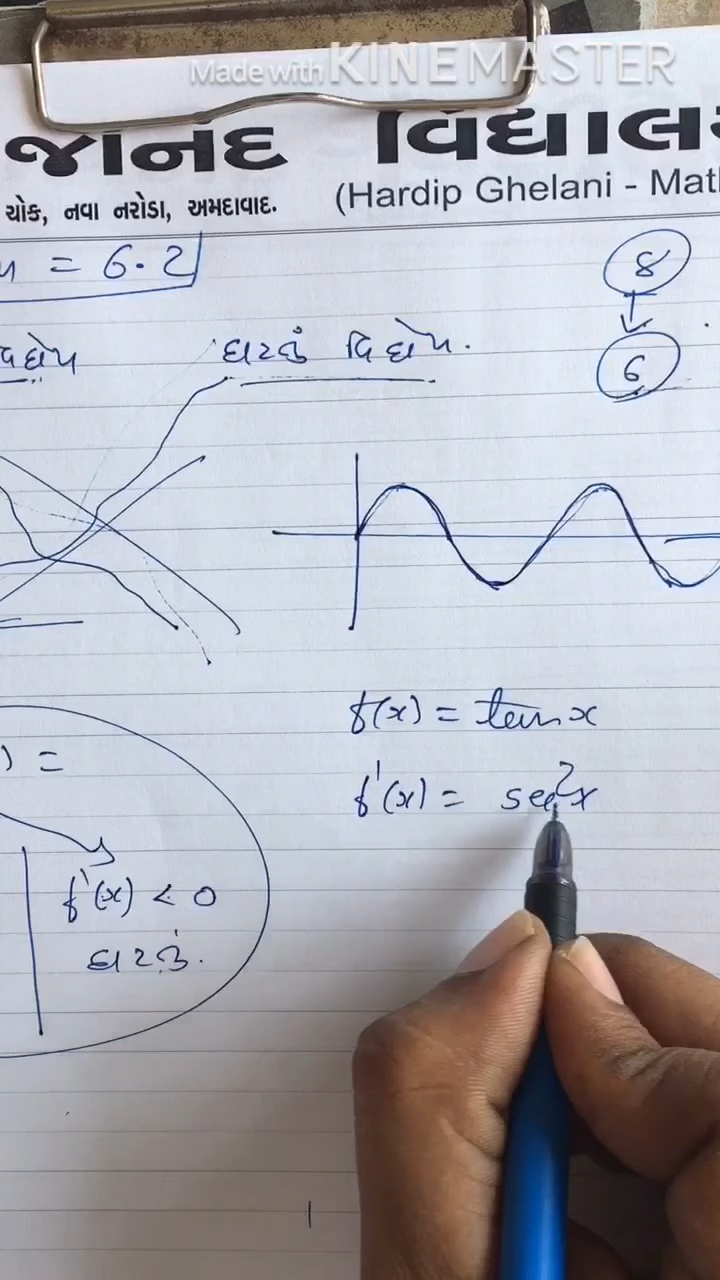 Made with KINEMASTER
જાનંદ વિદ્યાલ
ચોક, નવા નરોડા, અમદાવાદ.
(Hardip Ghelani - Mat
= 6.2
8
6
વિધેય
ઘટતું વિધેય.
f(x) = tan x
f'(x) = sec²x
) =
f'(x) < 0
ઘટતું.